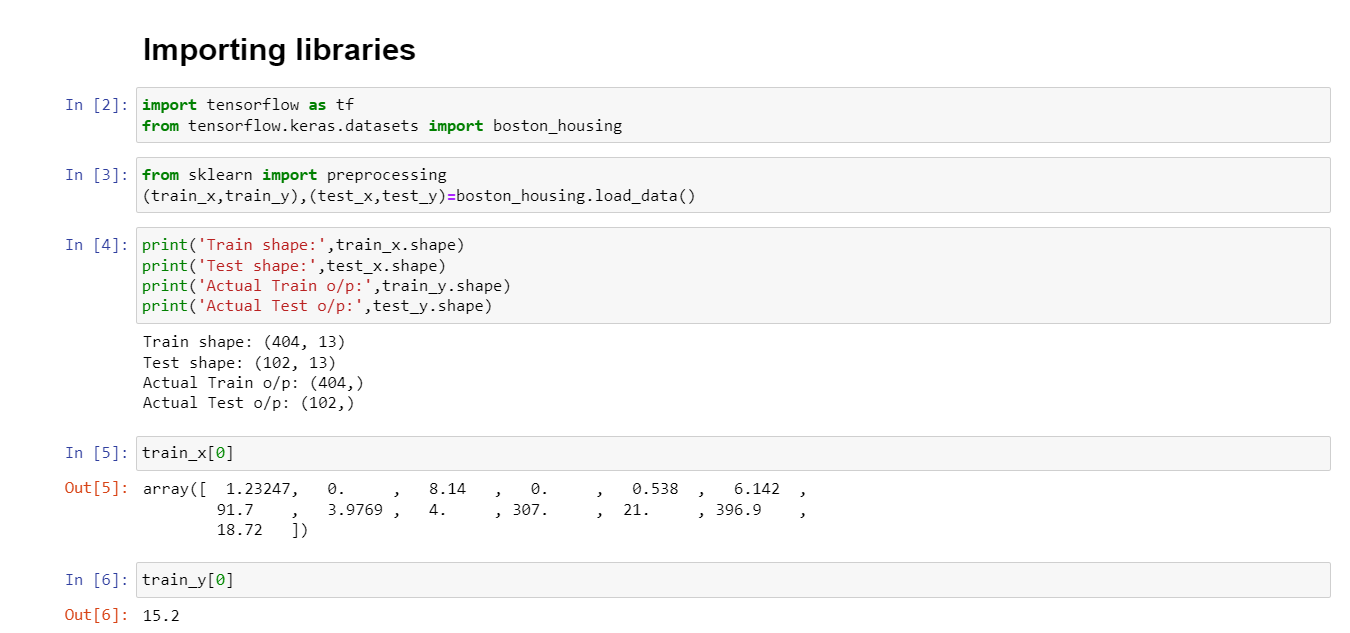 Importing libraries
In [2]: import tensorflow as tf
from tensorflow.keras.datasets import boston_housing
In [3]: from sklearn import preprocessing
(train_x,train_y),(test_x,test_y)=boston_housing.load_data()
In [4]: print('Train shape:',train_x.shape)
print('Test shape:',test_x.shape)
print('Actual Train o/p:',train_y.shape)
print('Actual Test o/p:',test_y.shape)
Train shape: (404, 13)
Test shape: (102, 13)
Actual Train o/p: (404,)
Actual Test o/p: (102,)
In [5]: train_x[0]
Out[5]: array([  1.23247,   0.     ,   8.14   ,   0.     ,   0.538  ,   6.142  ,
91.7    ,   3.9769 ,   4.     , 307.     ,  21.     , 396.9    ,
18.72   ])
In [6]: train_y[0]
Out[6]: 15.2